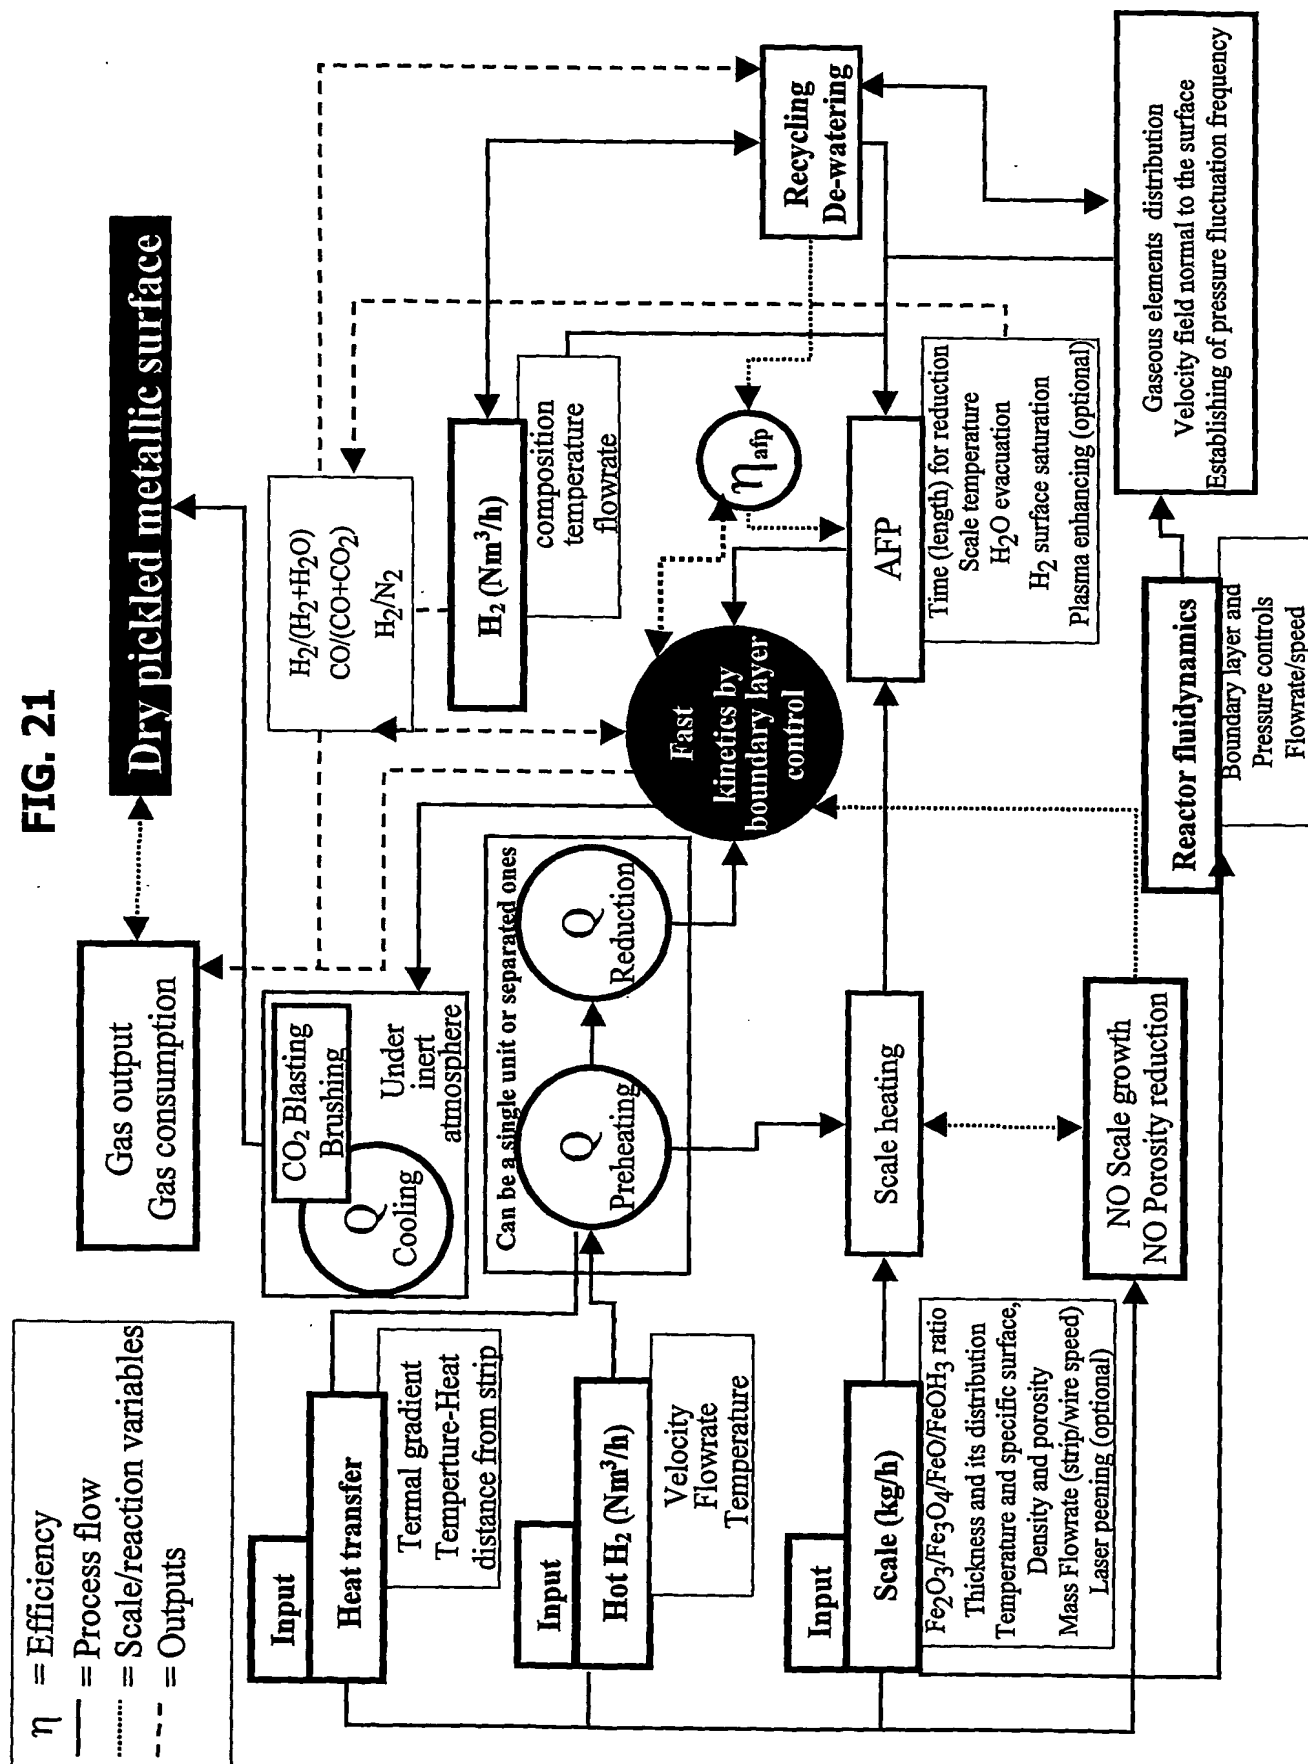 FIG. 21
η = Efficiency
= Process flow
= Scale/reaction variables
= Outputs
Gas output
Gas consumption
Dry pickled metallic surface
Input
Heat transfer
Termal gradient
Temperture-Heat
distance from strip
CO2 Blasting
Brushing
Q
Cooling
Under
inert
atmosphere
H2/(H2+H2O)
CO/(CO+CO2)
H2/N2
H2 (Nm³/h)
composition
temperature
flowrate
Input
Hot H2 (Nm³/h)
Velocity
Flowrate
Temperature
Can be a single unit or separated ones
Q
Preheating
Q
Reduction
Fast
kinetics by
boundary layer
control
ηafp
Recycling
De-watering
Input
Scale (kg/h)
Fe2O3/Fe3O4/FeO/FeOH3 ratio
Thickness and its distribution
Temperature and specific surface,
Density and porosity
Mass Flowrate (strip/wire speed)
Laser peening (optional)
Scale heating
AFP
Time (length) for reduction
Scale temperature
H2O evacuation
H2 surface saturation
Plasma enhancing (optional)
NO Scale growth
NO Porosity reduction
Reactor fluidynamics
Boundary layer and
Pressure controls
Flowrate/speed
Gaseous elements distribution
Velocity field normal to the surface
Establishing of pressure fluctuation frequency